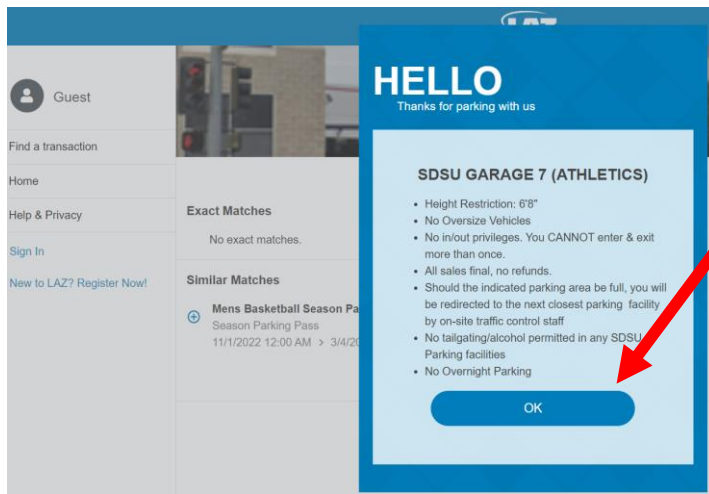 LAZ
Guest
Find a transaction
Home
Help & Privacy
Sign In
New to LAZ? Register Now!
Exact Matches
No exact matches.
Similar Matches
Mens Basketball Season Pa
Season Parking Pass
11/1/2022 12:00 AM > 3/4/20
HELLO
Thanks for parking with us
SDSU GARAGE 7 (ATHLETICS)
• Height Restriction: 6'8"
• No Oversize Vehicles
• No in/out privileges. You CANNOT enter & exit
more than once.
• All sales final, no refunds.
• Should the indicated parking area be full, you will
be redirected to the next closest parking facility
by on-site traffic control staff
• No tailgating/alcohol permitted in any SDSU
Parking facilities
• No Overnight Parking
OK